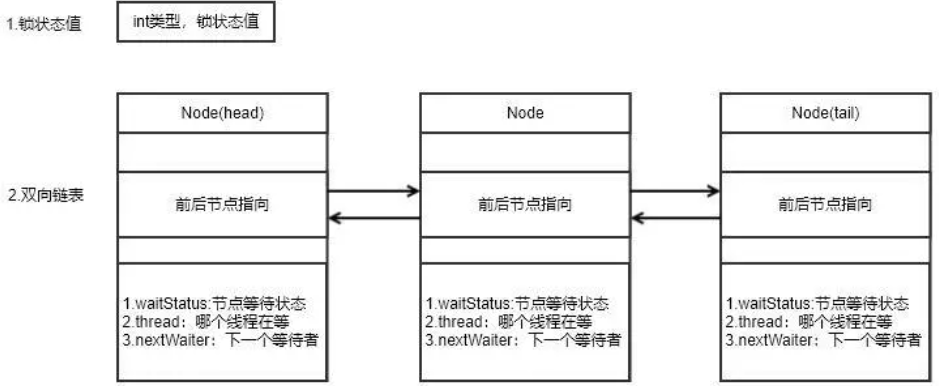 1.锁状态值
int类型，锁状态值
Node(head)
Node
Node(tail)
2.双向链表
前后节点指向
前后节点指向
前后节点指向
1.waitStatus:节点等待状态
2.thread：哪个线程在等
3.nextWaiter：下一个等待者
1.waitStatus:节点等待状态
2.thread：哪个线程在等
3.nextWaiter：下一个等待者
1.waitStatus:节点等待状态
2.thread：哪个线程在等
3.nextWaiter：下一个等待者